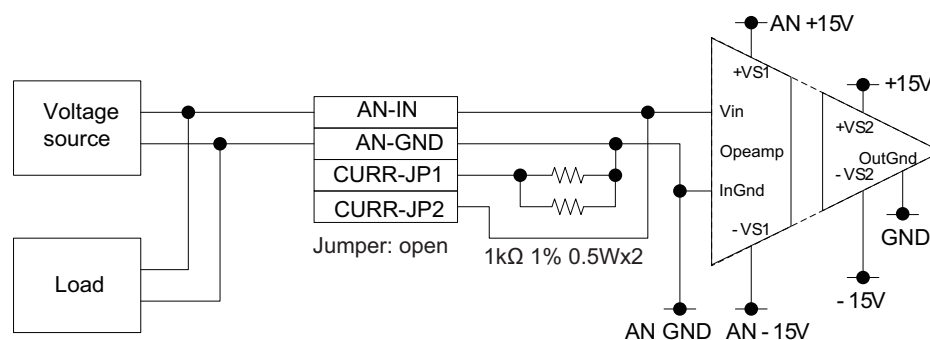 AN +15V
+VS1
+15V
Voltage
source
AN-IN
Vin
AN-GND
+VS2
Opeamp
OutGnd
CURR-JP1
- VS2
InGnd
CURR-JP2
- VS1
GND
Jumper: open
1kΩ 1% 0.5Wx2
Load
- 15V
AN GND
AN - 15V